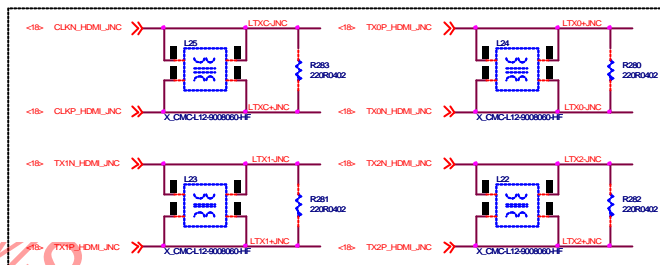 <18> CLKN_HDMI_JNC LTXC-JNC
L25
R283
220R0402
<18> CLKP_HDMI_JNC LTXC+JNC
X_CMC-L12-9008060-HF
<18> TX0P_HDMI_JNC LTX0+JNC
L24
R280
220R0402
<18> TX0N_HDMI_JNC LTX0-JNC
X_CMC-L12-9008060-HF
<18> TX1N_HDMI_JNC LTX1-JNC
L23
R281
220R0402
<18> TX1P_HDMI_JNC LTX1+JNC
X_CMC-L12-9008060-HF
<18> TX2N_HDMI_JNC LTX2-JNC
L22
R282
220R0402
<18> TX2P_HDMI_JNC LTX2+JNC
X_CMC-L12-9008060-HF